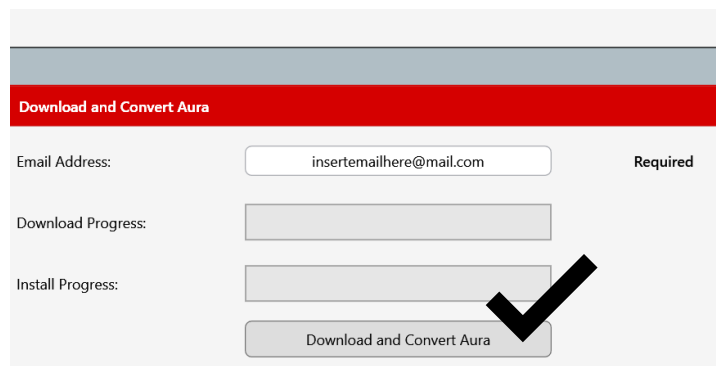 Download and Convert Aura
Email Address:
insertemailhere@mail.com
Required
Download Progress:
Install Progress:
Download and Convert Aura